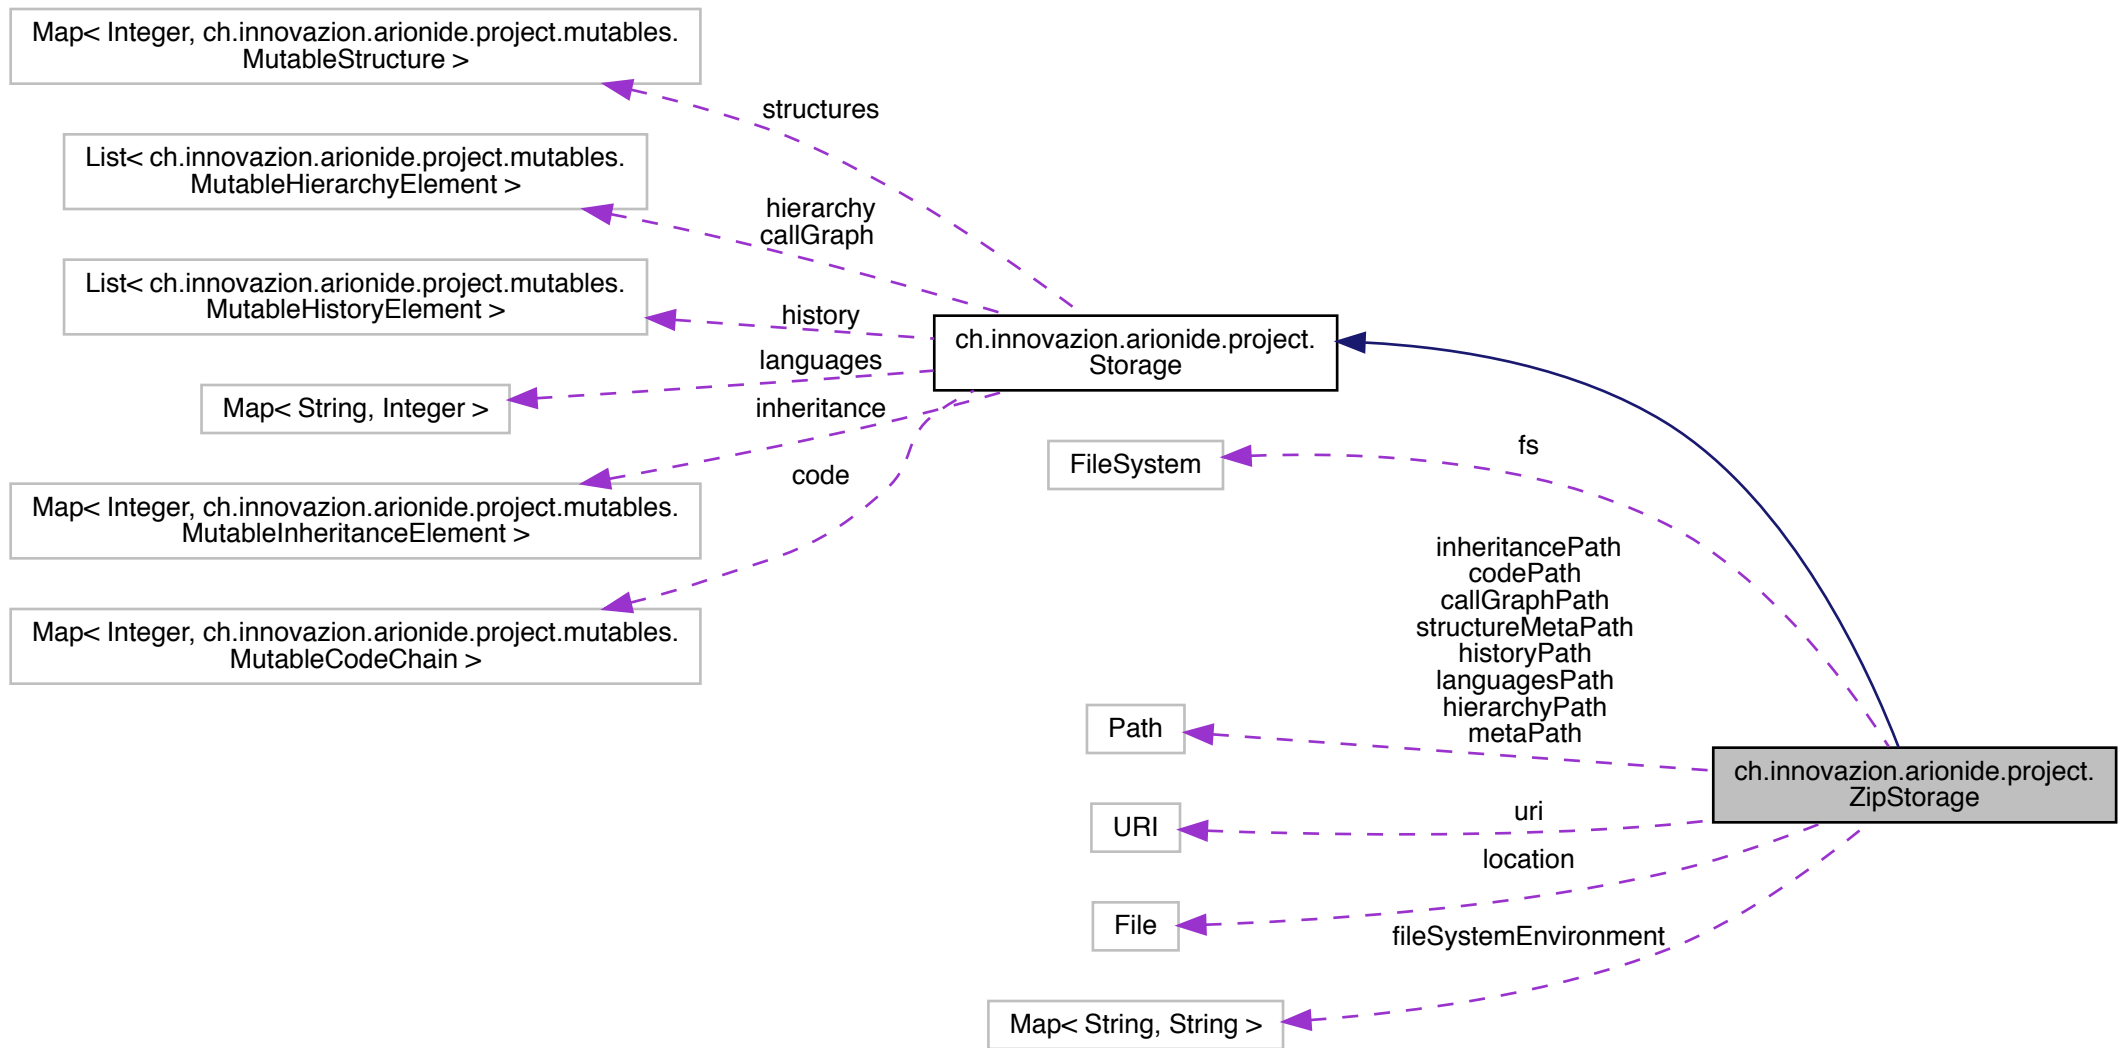 Map< Integer, ch.innovazion.arionide.project.mutables.
MutableStructure >
structures
List< ch.innovazion.arionide.project.mutables.
MutableHierarchyElement >
hierarchy
callGraph
List< ch.innovazion.arionide.project.mutables.
MutableHistoryElement >
history
ch.innovazion.arionide.project.
Storage
languages
Map< String, Integer >
inheritance
FileSystem
fs
code
Map< Integer, ch.innovazion.arionide.project.mutables.
MutableInheritanceElement >
Map< Integer, ch.innovazion.arionide.project.mutables.
MutableCodeChain >
inheritancePath
codePath
callGraphPath
structureMetaPath
historyPath
languagesPath
hierarchyPath
metaPath
Path
ch.innovazion.arionide.project.
ZipStorage
URI
uri
location
File
fileSystemEnvironment
Map< String, String >